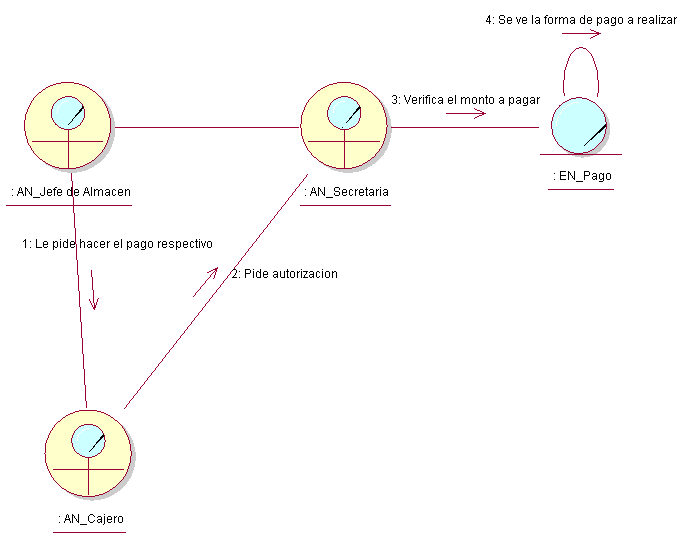 4: Se ve la forma de pago a realizar
3: Verifica el monto a pagar
: AN_Jefe de Almacen
: AN_Secretaria
: EN_Pago
1: Le pide hacer el pago respectivo
2: Pide autorizacion
: AN_Cajero